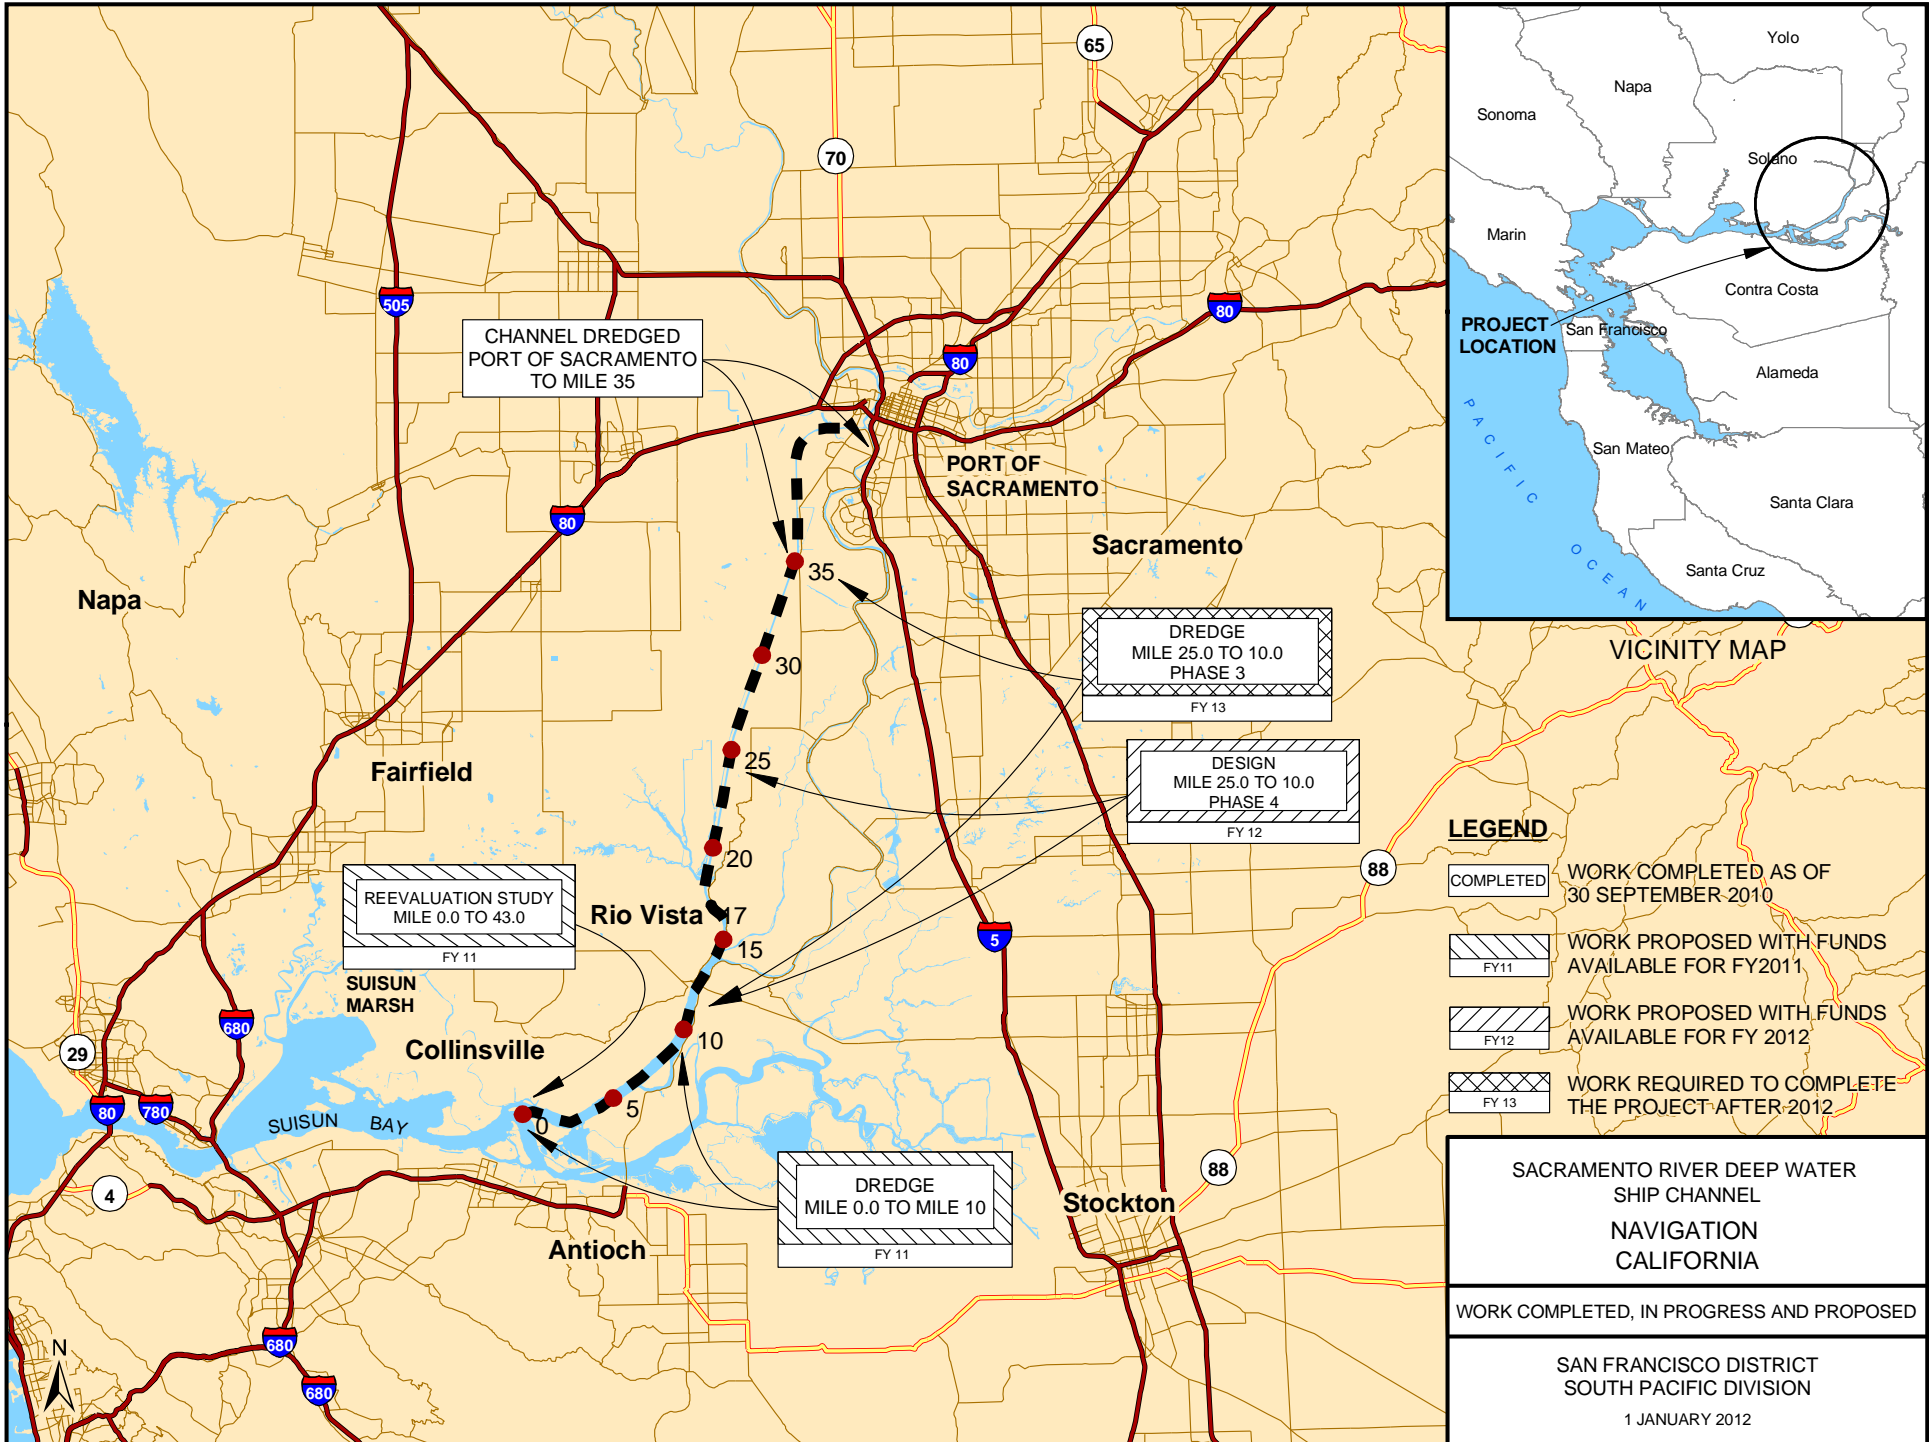 65
70
505
CHANNEL DREDGED
PORT OF SACRAMENTO
TO MILE 35
80
80
80
PORT OF
SACRAMENTO
Sacramento
Napa
35
30
25
20
17
15
10
5
0
DREDGE
MILE 25.0 TO 10.0
PHASE 3
FY 13
DESIGN
MILE 25.0 TO 10.0
PHASE 4
FY 12
Fairfield
REEVALUATION STUDY
MILE 0.0 TO 43.0
FY 11
Rio Vista
SUISUN
MARSH
Collinsville
5
88
88
680
29
80
780
SUISUN BAY
4
DREDGE
MILE 0.0 TO MILE 10
FY 11
Antioch
Stockton
680
680
N
Yolo
Napa
Sonoma
Solano
Marin
Contra Costa
PROJECT
LOCATION
San Francisco
Alameda
PACIFIC OCEAN
San Mateo
Santa Clara
Santa Cruz
VICINITY MAP
LEGEND
COMPLETED
WORK COMPLETED AS OF
30 SEPTEMBER 2010
FY11
WORK PROPOSED WITH FUNDS
AVAILABLE FOR FY2011
FY12
WORK PROPOSED WITH FUNDS
AVAILABLE FOR FY 2012
FY 13
WORK REQUIRED TO COMPLETE
THE PROJECT AFTER 2012
SACRAMENTO RIVER DEEP WATER
SHIP CHANNEL
NAVIGATION
CALIFORNIA
WORK COMPLETED, IN PROGRESS AND PROPOSED
SAN FRANCISCO DISTRICT
SOUTH PACIFIC DIVISION
1 JANUARY 2012